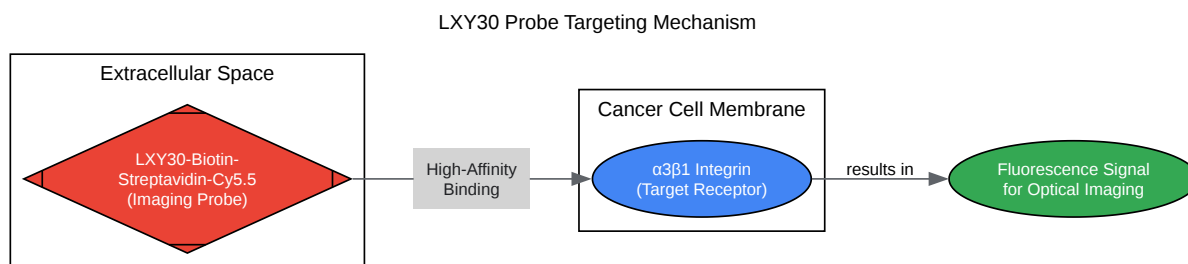 LXY30 Probe Targeting Mechanism
Extracellular Space
LXY30-Biotin-
Streptavidin-Cy5.5
(Imaging Probe)
High-Affinity
Binding
Cancer Cell Membrane
α3β1 Integrin
(Target Receptor)
results in
Fluorescence Signal
for Optical Imaging